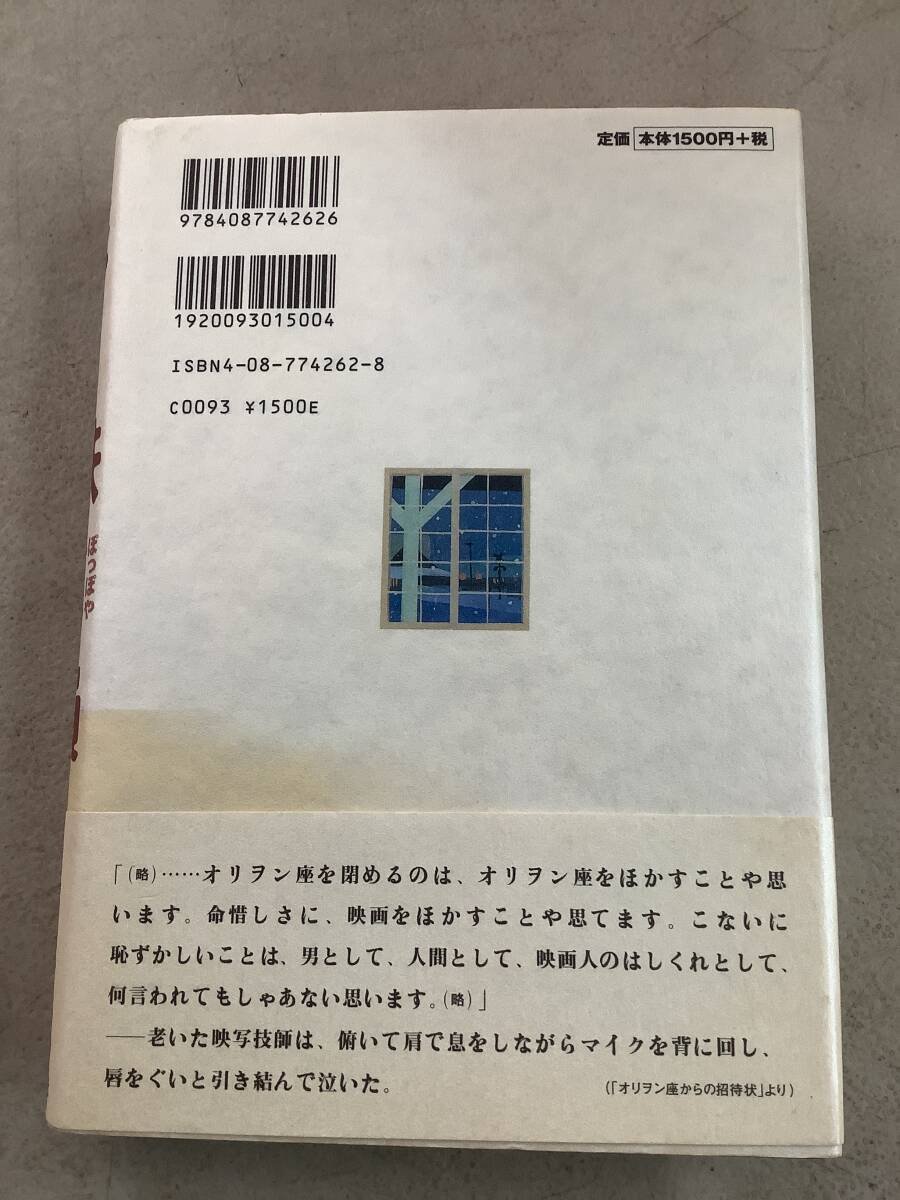 定価 本体1500円+税
9784087742626
1920093015004
ISBN4-08-774262-8
C0093 ¥1500E
ぽっぽや
「(略)……オリヲン座を閉めるのは、オリヲン座をほかすことや思
います。命惜しさに、映画をほかすことや思てます。こないに
恥ずかしいことは、男として、人間として、映画人のはしくれとして、
何言われてもしゃあない思います。(略)」
――老いた映写技師は、俯いて肩で息をしながらマイクを背に回し、
唇をぐいと引き結んで泣いた。
(「オリヲン座からの招待状」より)